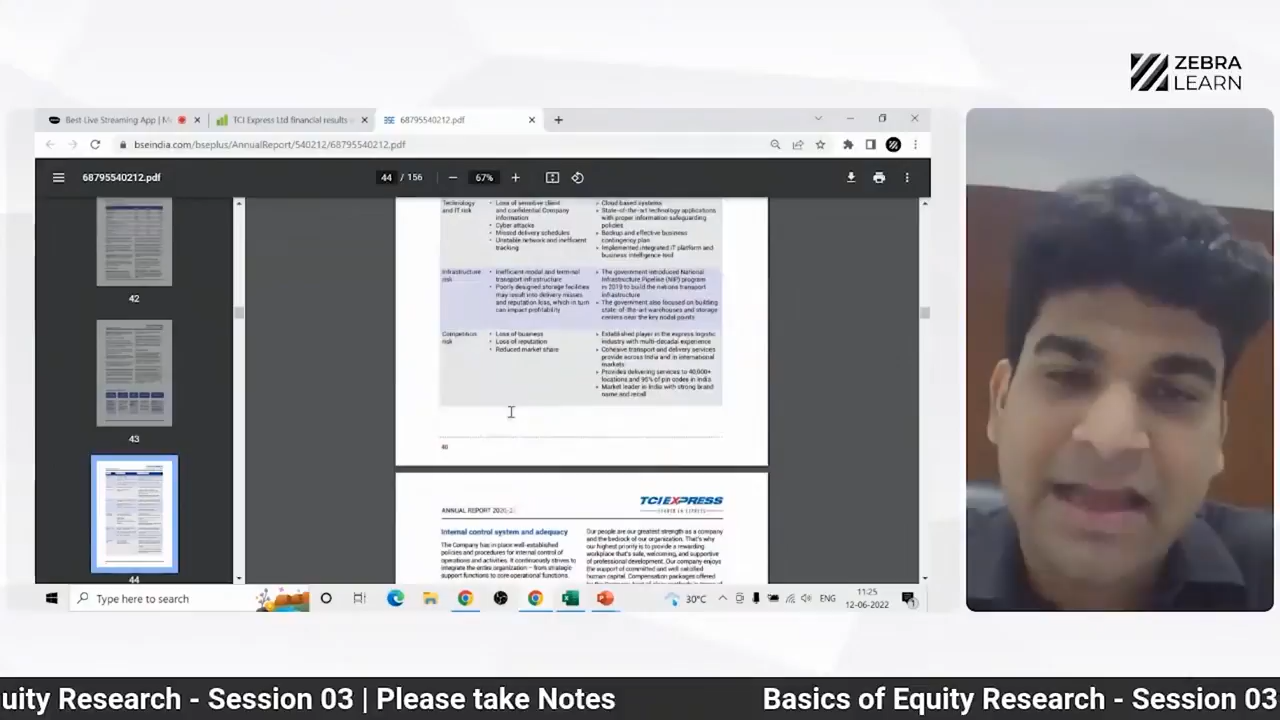 ZEBRA
LEARN
Best Live Streaming App | M
TCI Express Ltd financial results
68795540212.pdf
bseindia.com/bseplus/AnnualReport/540212/68795540212.pdf
68795540212.pdf
44 / 156
67%
42
43
44
Technology
and IT risk
Loss of sensitive client
and confidential Company
information
Cyber attacks
Missed delivery schedules
Unstable network and inefficient
tracking
Cloud based systems
State-of-the-art technology applications
with proper information safeguarding
policies
Backup and effective business
contingency plan
Implemented integrated IT platform and
business intelligence tool
Infrastructure
risk
Inefficient modal and terminal
transport infrastructure
Poorly designed storage facilities
may result into delivery misses
and reputation loss, which in turn
can impact profitability
The government introduced National
Infrastructure Pipeline (NIP) program
in 2019 to build the nations transport
infrastructure
The government also focused on building
state-of-the-art warehouses and storage
centers near the key nodal points
Competition
risk
Loss of business
Loss of reputation
Reduced market share
Established player in the express logistic
industry with multi-decadal experience
Cohesive transport and delivery services
provide across India and in international
markets
Provides delivering services to 40,000+
locations and 95% of pin codes in India
Market leader in India with strong brand
name and recall
40
ANNUAL REPORT 2020-21
TCIEXPRESS
Internal control system and adequacy
The Company has in place well-established
policies and procedures for internal control of
operations and activities. It continuously strives to
integrate the entire organization – from strategic
support functions to core operational functions.
Our people are our greatest strength as a company
and the bedrock of our organization. That's why
our highest priority is to provide a rewarding
workplace that's safe, welcoming, and supportive
of professional development. Our company enjoys
the support of committed and well satisfied
human capital. Compensation packages offered
Type here to search
30°C
ENG
11:25
12-06-2022
uity Research - Session 03 | Please take Notes
Basics of Equity Research - Session 03